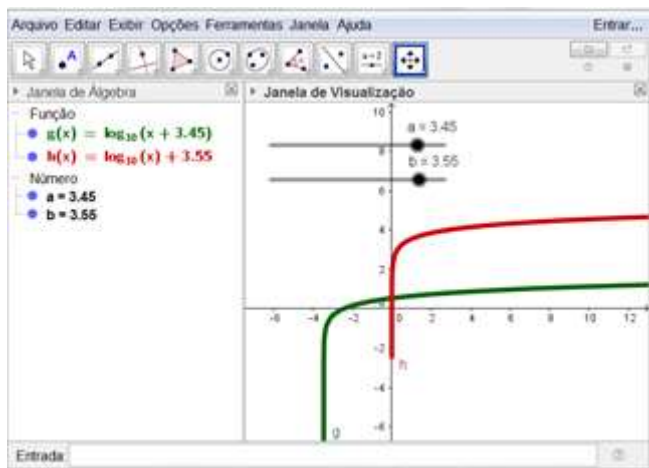 Arquivo Editar Exibir Opções Ferramentas Janela Ajuda Entrar...
A
a=2
Janela de Álgebra
Janela de Visualização
Função
g(x) = log₁₀(x + 3.45)
h(x) = log₁₀(x) + 3.55
Número
a = 3.45
b = 3.55
a = 3.45
b = 3.55
10
8
6
4
2
0
-6 -4 -2 0 2 4 6 8 10 12
-2
-4
-6
h
g
Entrada: